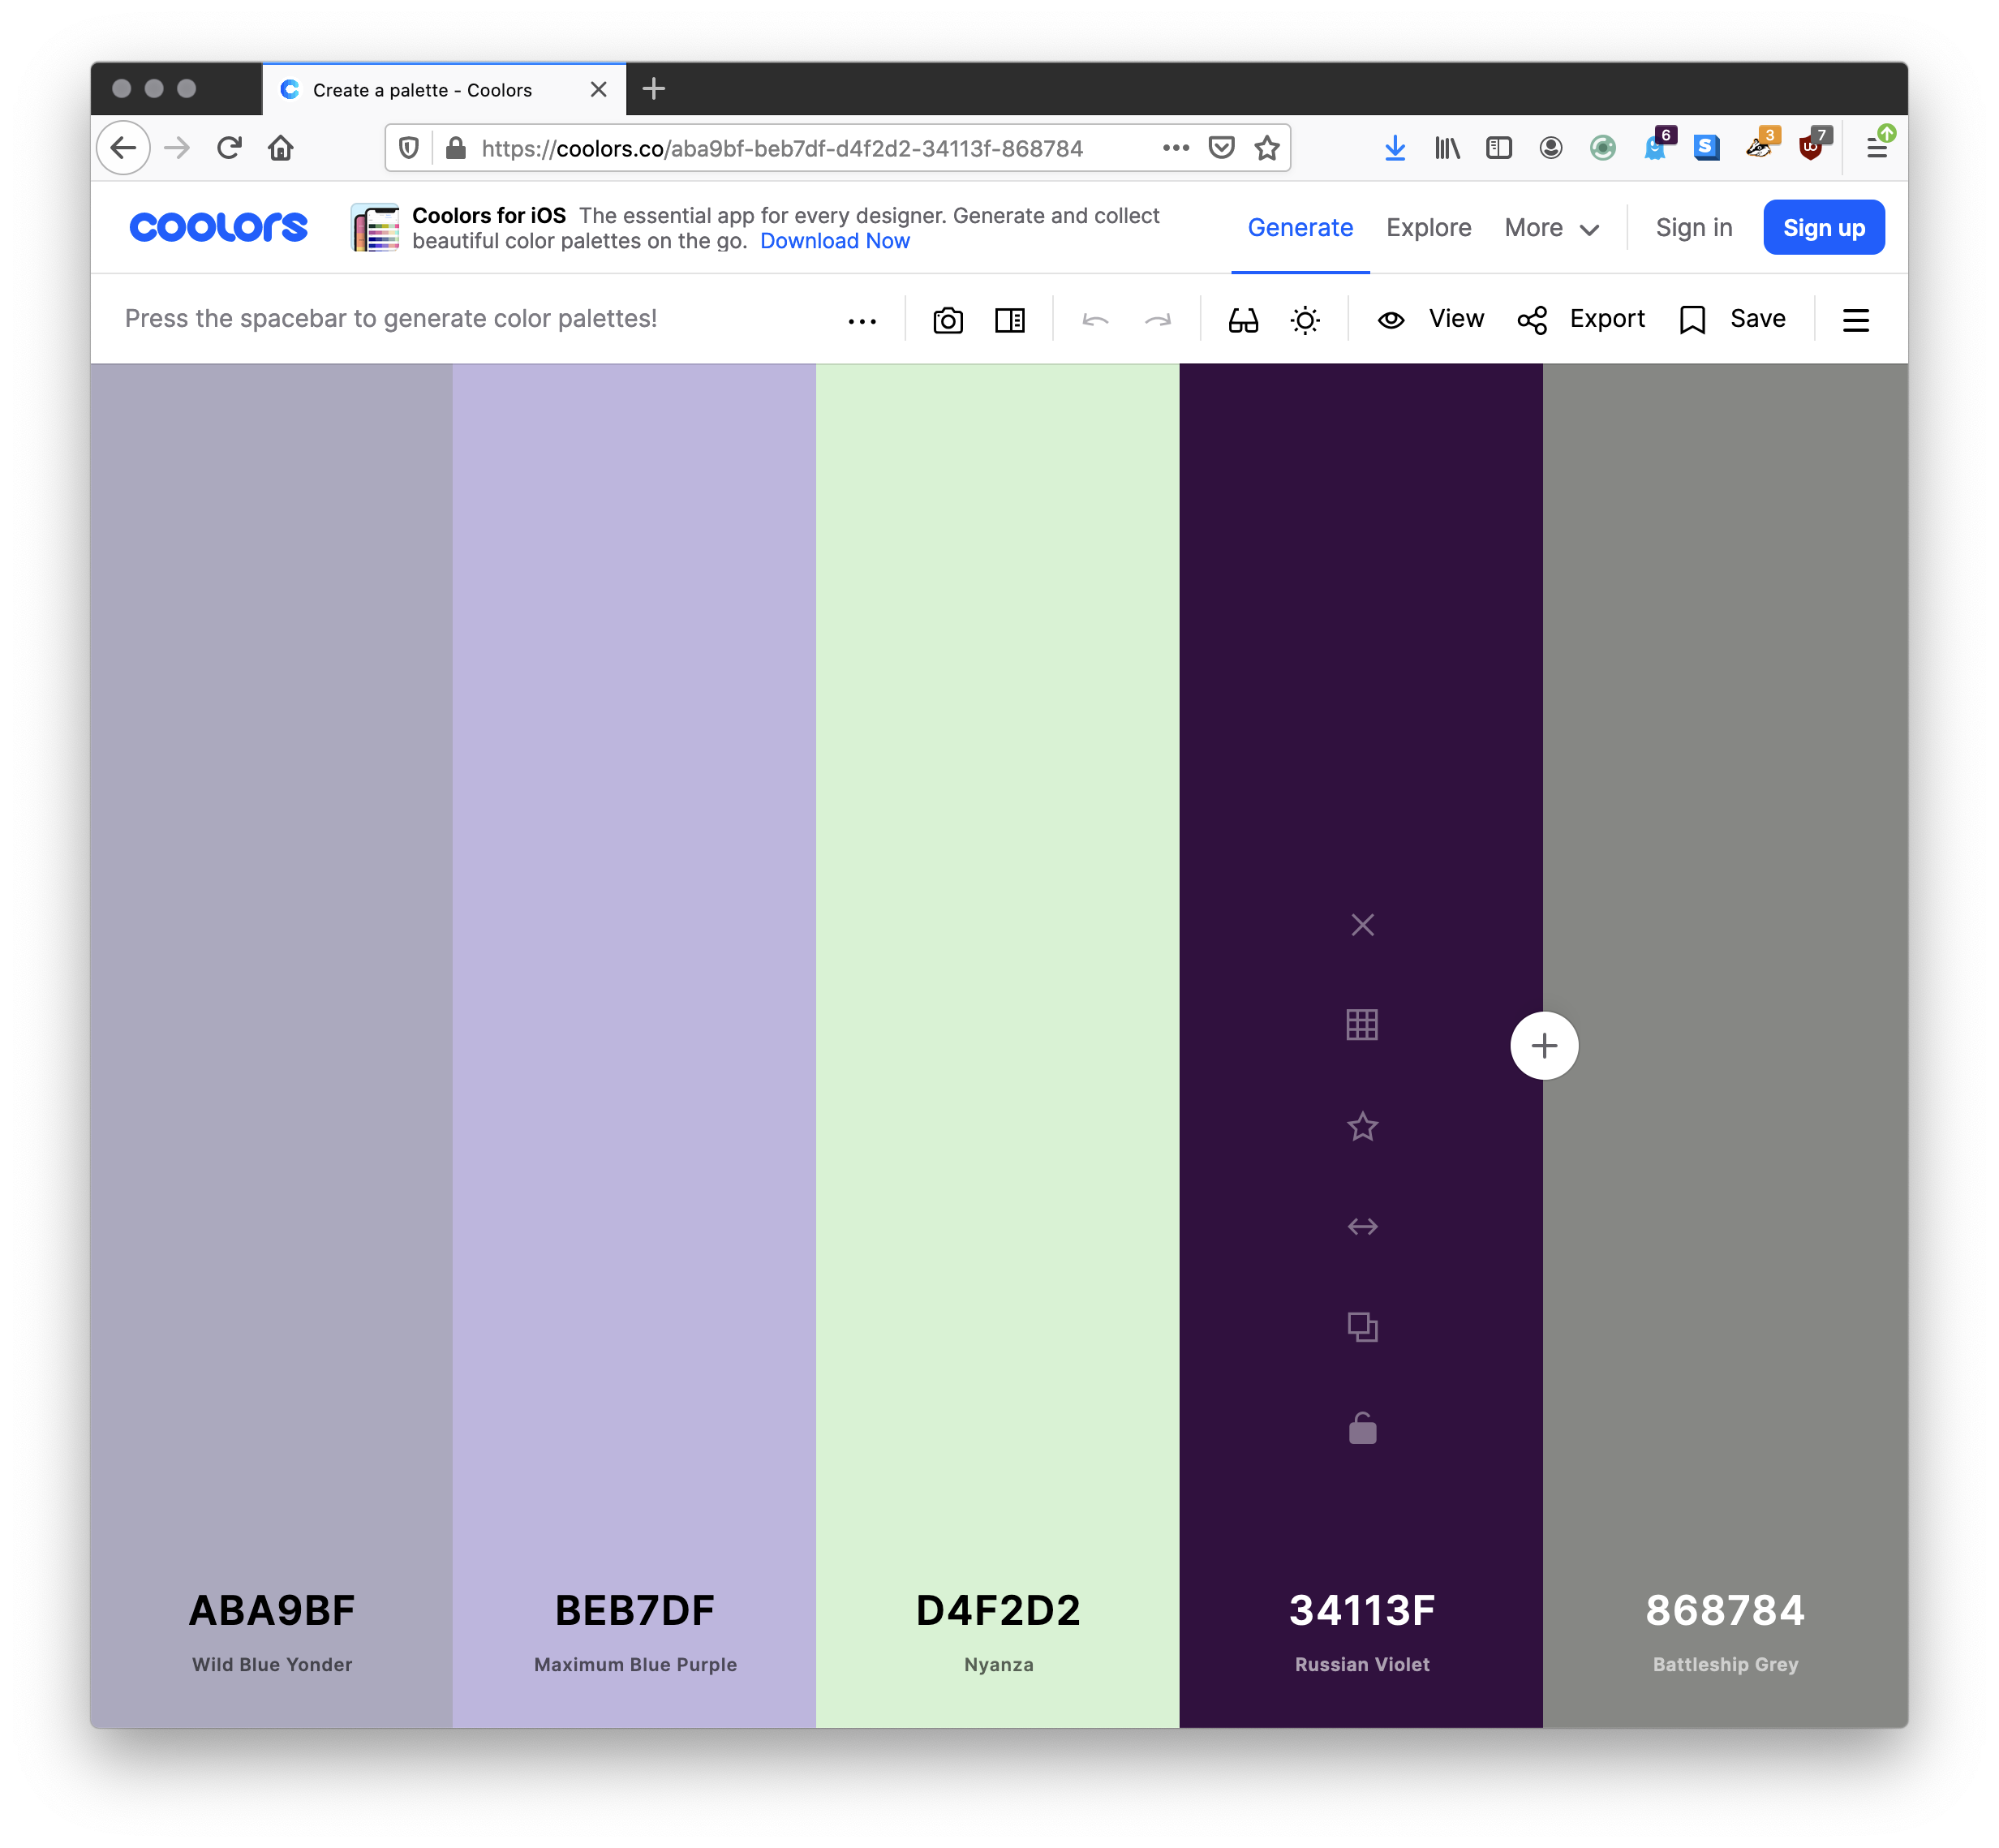 Create a palette - Coolors
https://coolors.co/aba9bf-beb7df-d4f2d2-34113f-868784
6
S
3
7
coolors
Coolors for iOS The essential app for every designer. Generate and collect
beautiful color palettes on the go. Download Now
Generate
Explore
More
Sign in
Sign up
Press the spacebar to generate color palettes!
View
Export
Save
ABA9BF
Wild Blue Yonder
BEB7DF
Maximum Blue Purple
D4F2D2
Nyanza
34113F
Russian Violet
868784
Battleship Grey